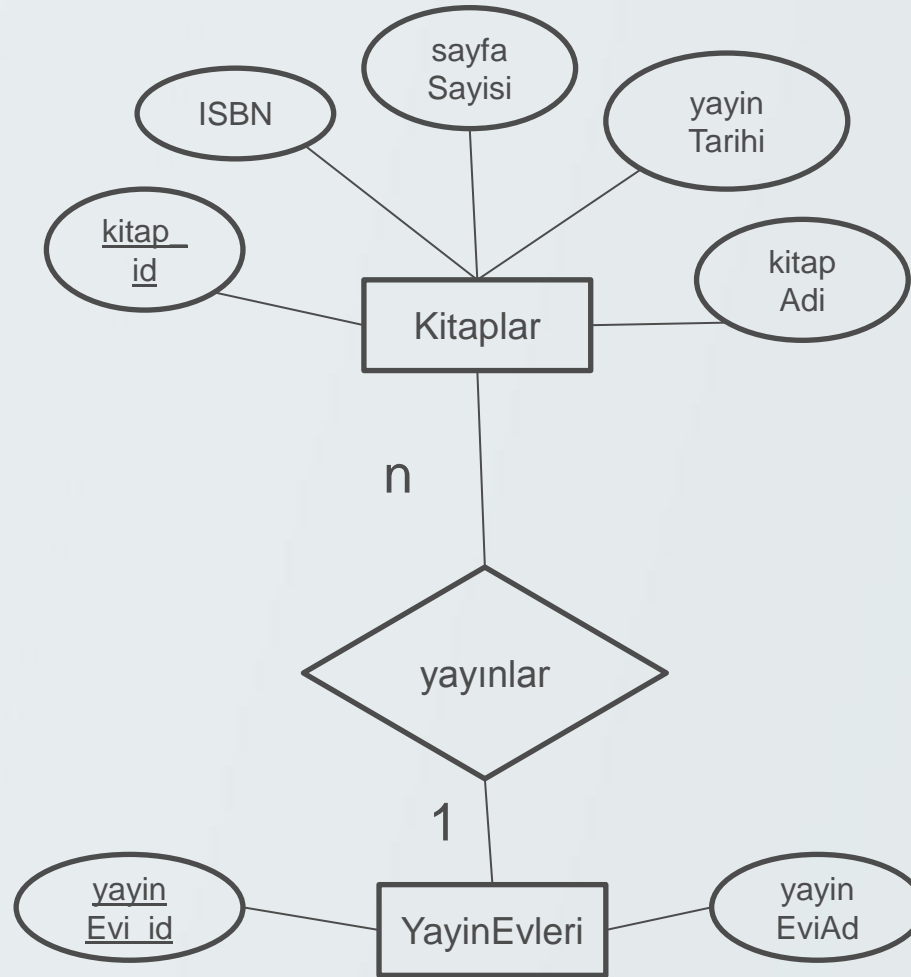 sayfa
Sayisi
ISBN
yayin
Tarihi
kitap_
id
kitap
Adi
Kitaplar
n
yayınlar
1
yayin
Evi_id
YayinEvleri
yayin
EviAd